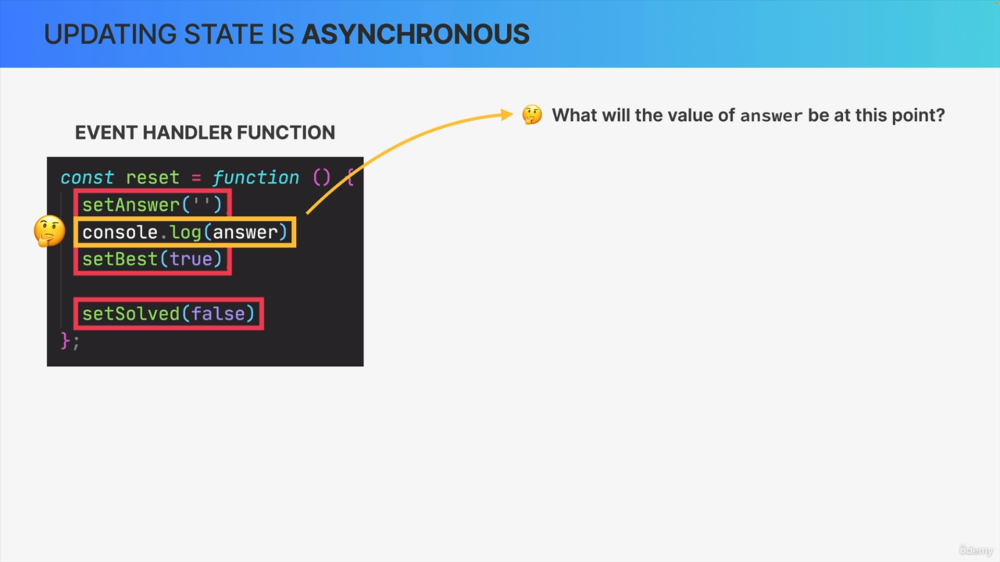 UPDATING STATE IS ASYNCHRONOUS
What will the value of answer be at this point?
EVENT HANDLER FUNCTION
const reset = function () {
setAnswer('')
console.log(answer)
setBest(true)
setSolved(false)
};
ûdemy